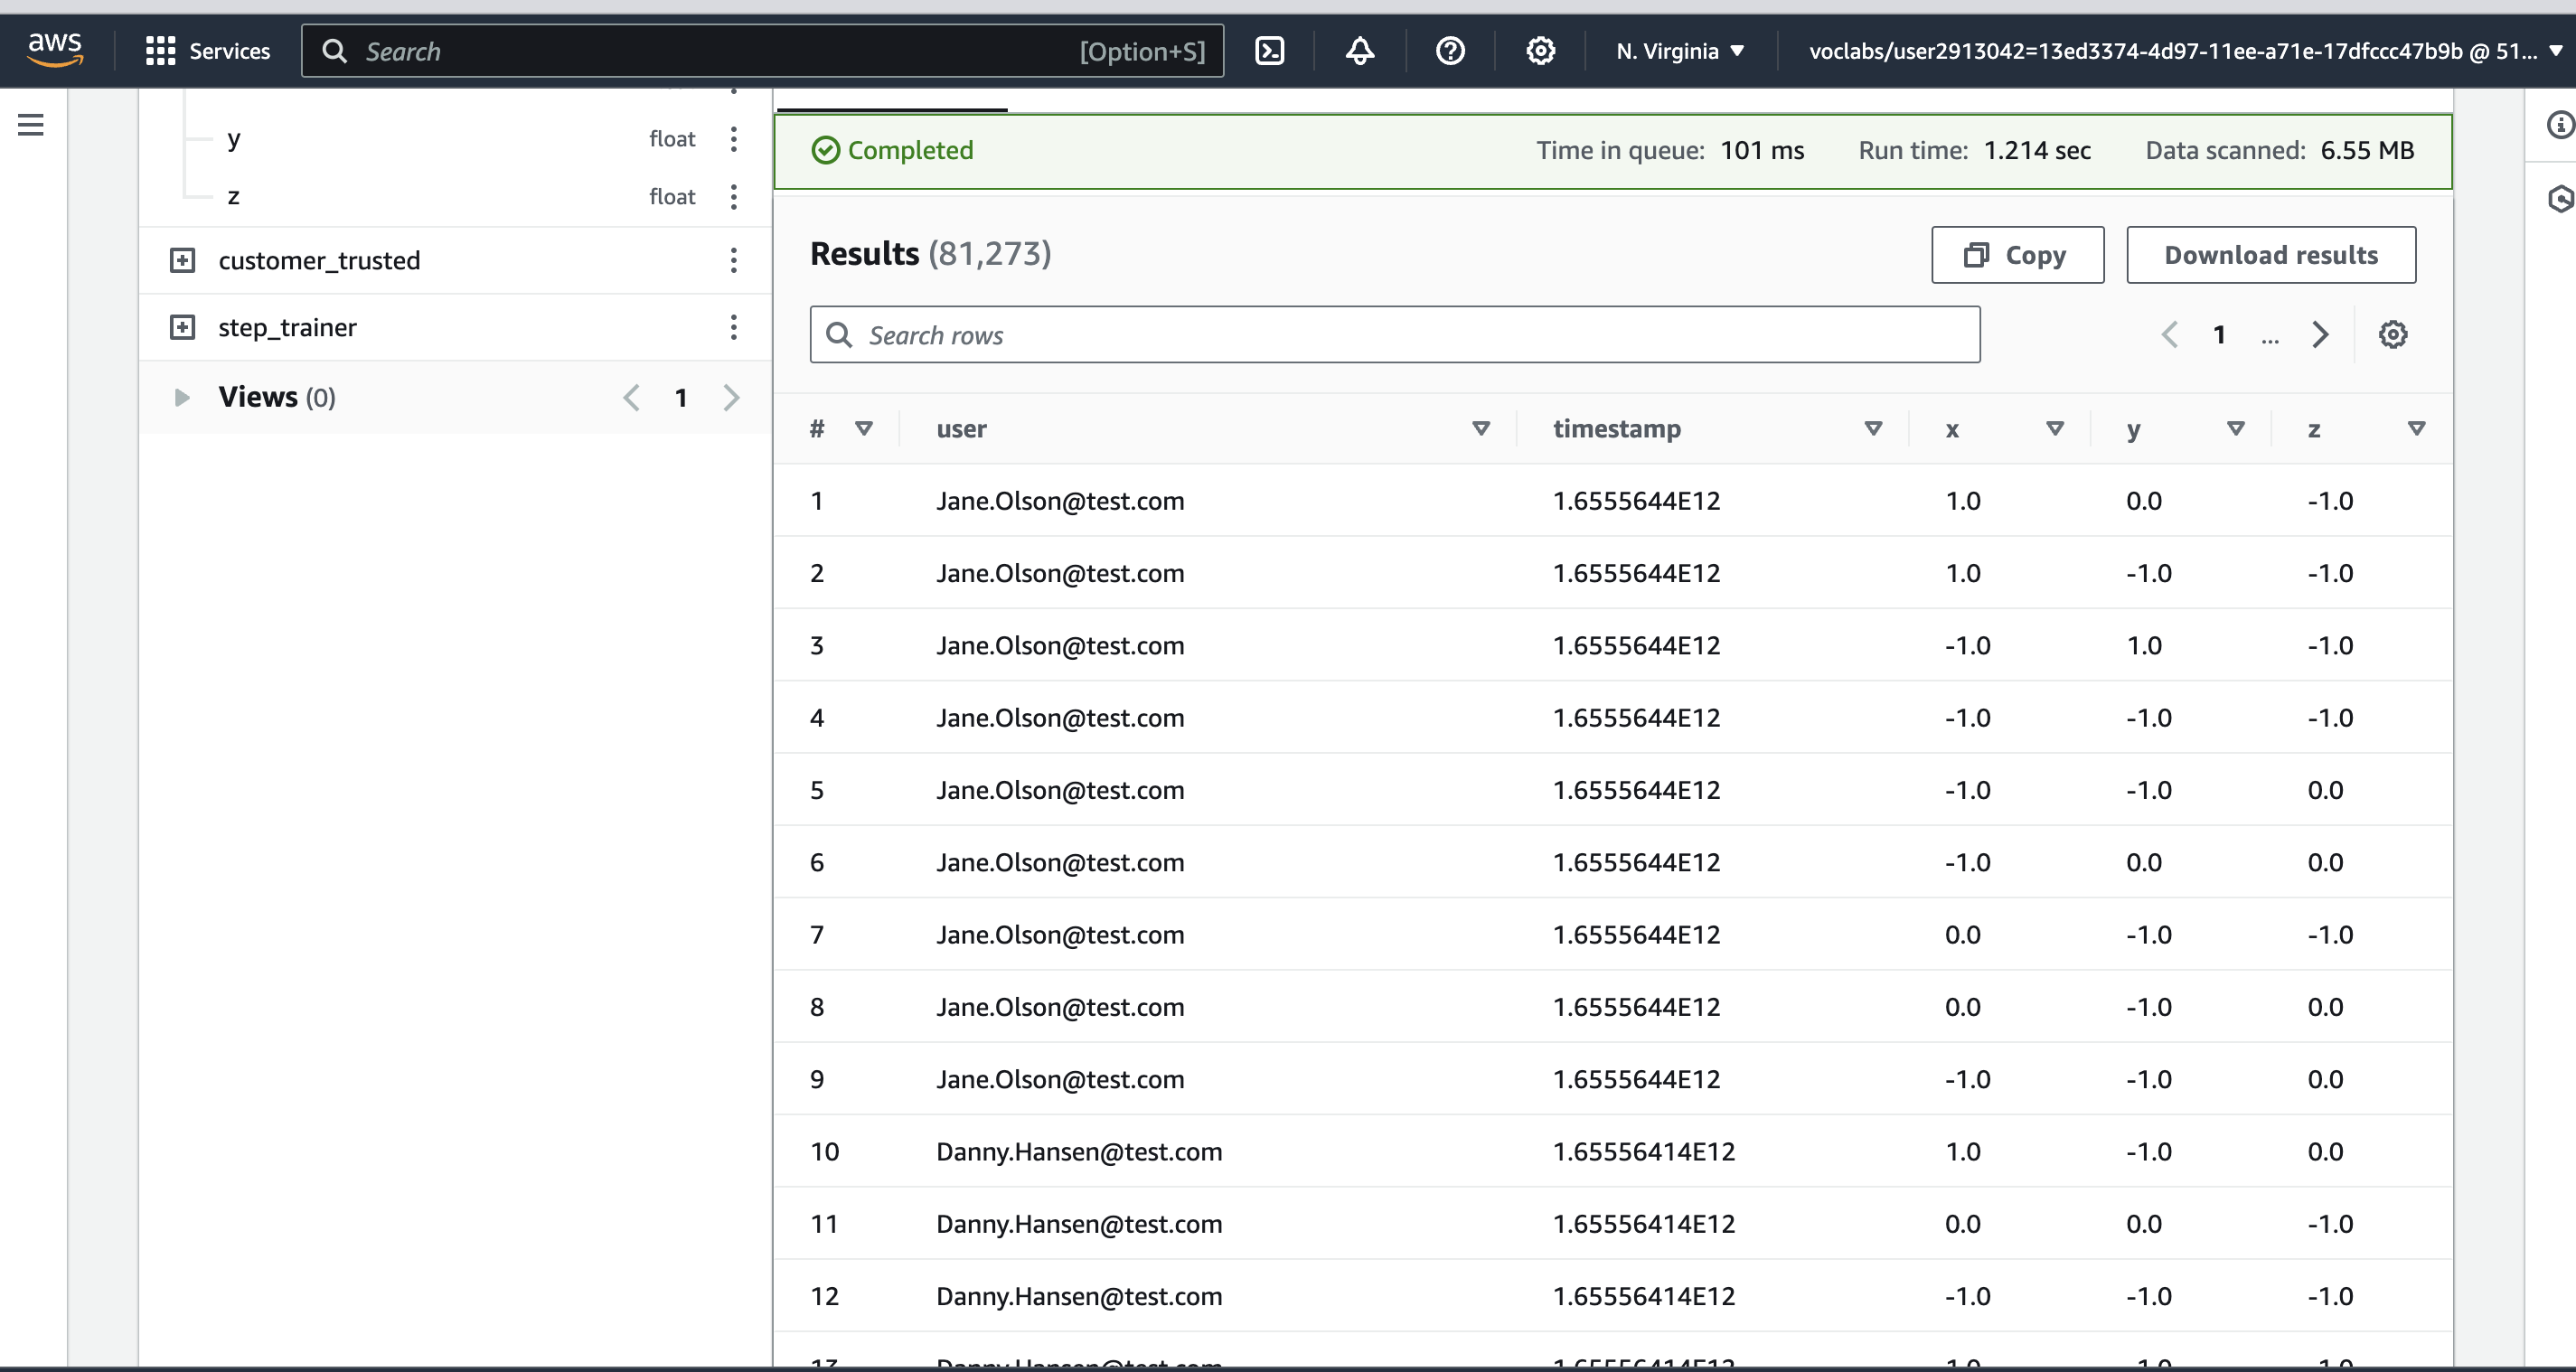 aws Services Search [Option+S] N. Virginia voclabs/user2913042=13ed3374-4d97-11ee-a71e-17dfccc47b9b @ 51...
y float
z float
customer_trusted
step_trainer
Views (0) 1
Completed Time in queue: 101 ms Run time: 1.214 sec Data scanned: 6.55 MB
Results (81,273) Copy Download results
Search rows 1 ...
# user timestamp x y z
1 Jane.Olson@test.com 1.6555644E12 1.0 0.0 -1.0
2 Jane.Olson@test.com 1.6555644E12 1.0 -1.0 -1.0
3 Jane.Olson@test.com 1.6555644E12 -1.0 1.0 -1.0
4 Jane.Olson@test.com 1.6555644E12 -1.0 -1.0 -1.0
5 Jane.Olson@test.com 1.6555644E12 -1.0 -1.0 0.0
6 Jane.Olson@test.com 1.6555644E12 -1.0 0.0 0.0
7 Jane.Olson@test.com 1.6555644E12 0.0 -1.0 -1.0
8 Jane.Olson@test.com 1.6555644E12 0.0 -1.0 0.0
9 Jane.Olson@test.com 1.6555644E12 -1.0 -1.0 0.0
10 Danny.Hansen@test.com 1.65556414E12 1.0 -1.0 0.0
11 Danny.Hansen@test.com 1.65556414E12 0.0 0.0 -1.0
12 Danny.Hansen@test.com 1.65556414E12 -1.0 -1.0 -1.0